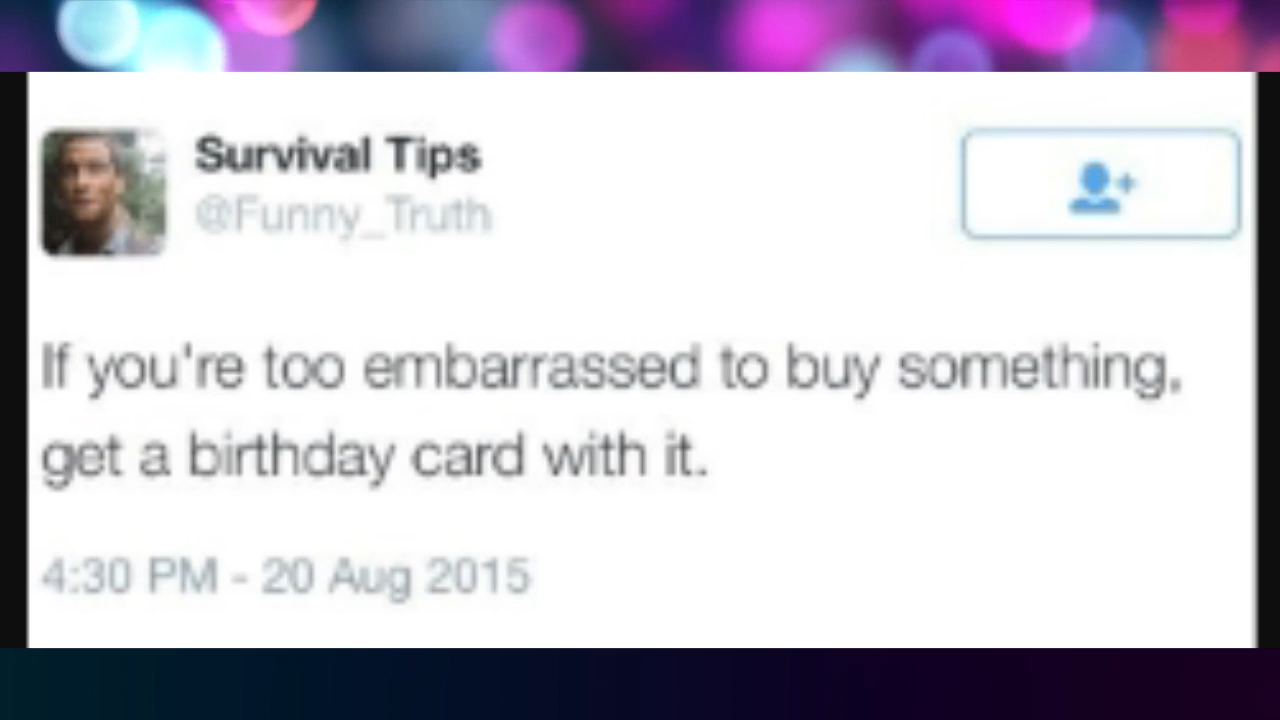 Survival Tips
@Funny_Truth
If you're too embarrassed to buy something,
get a birthday card with it.
4:30 PM - 20 Aug 2015